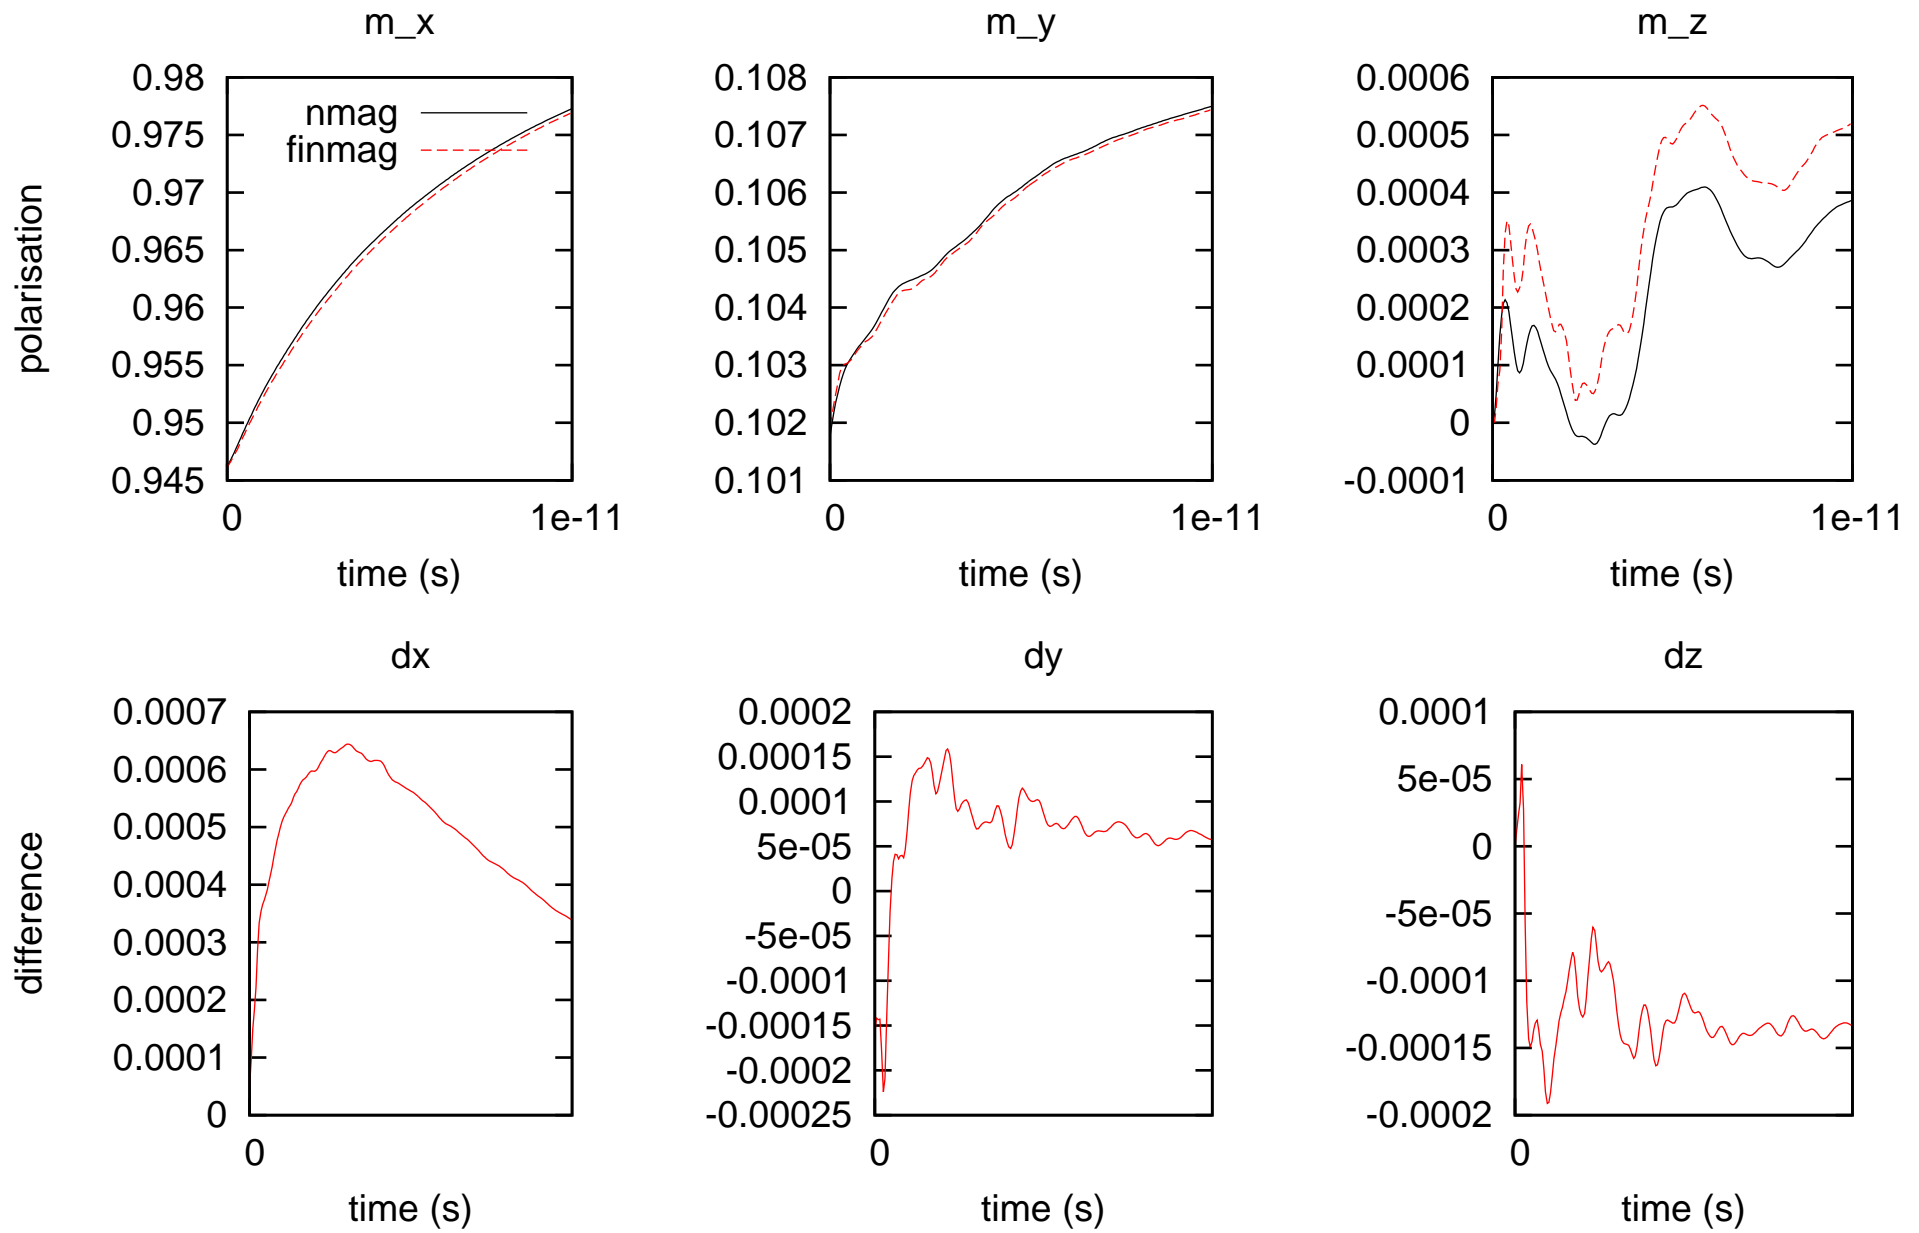 m_x
0.98
0.975
0.97
0.965
0.96
0.955
0.95
0.945
nmag
finmag
0
1e-11
time (s)
polarisation
m_y
0.108
0.107
0.106
0.105
0.104
0.103
0.102
0.101
0
1e-11
time (s)
m_z
0.0006
0.0005
0.0004
0.0003
0.0002
0.0001
0
-0.0001
0
1e-11
time (s)
dx
0.0007
0.0006
0.0005
0.0004
0.0003
0.0002
0.0001
0
0
time (s)
difference
dy
0.0002
0.00015
0.0001
5e-05
0
-5e-05
-0.0001
-0.00015
-0.0002
-0.00025
0
time (s)
dz
0.0001
5e-05
0
-5e-05
-0.0001
-0.00015
-0.0002
0
time (s)